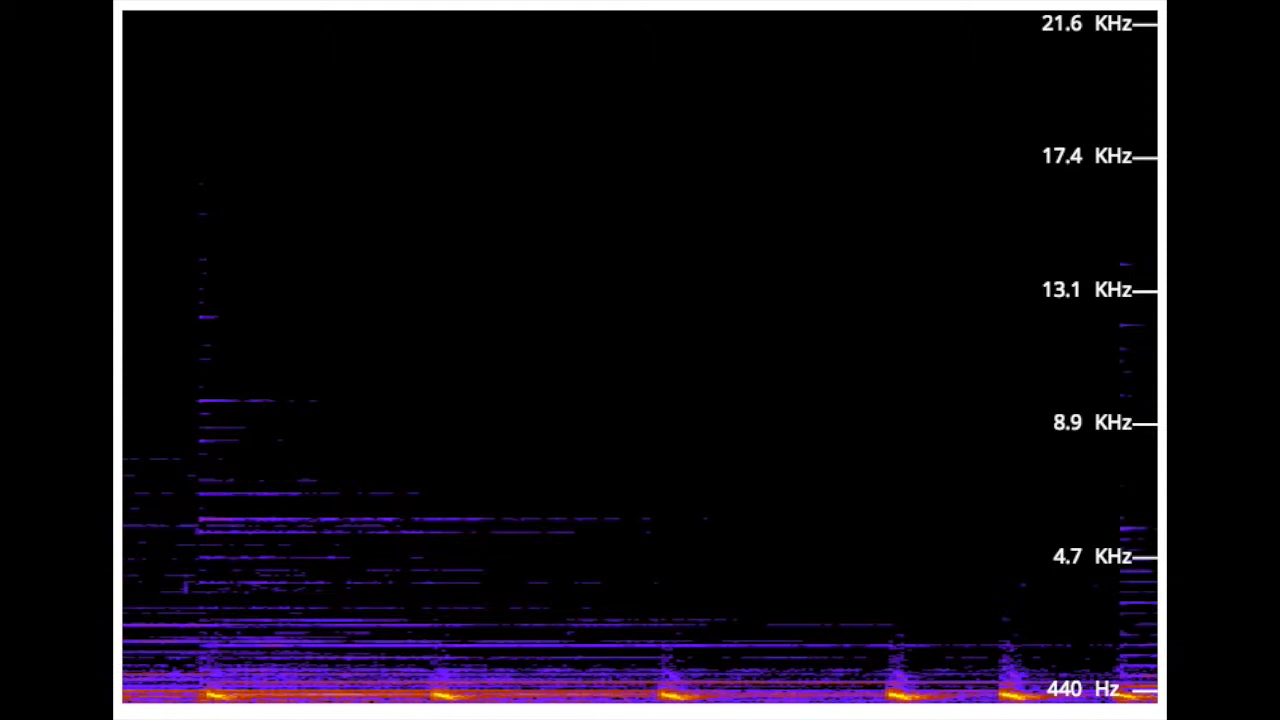 21.6 KHz
17.4 KHz
13.1 KHz
8.9 KHz
4.7 KHz
440 Hz